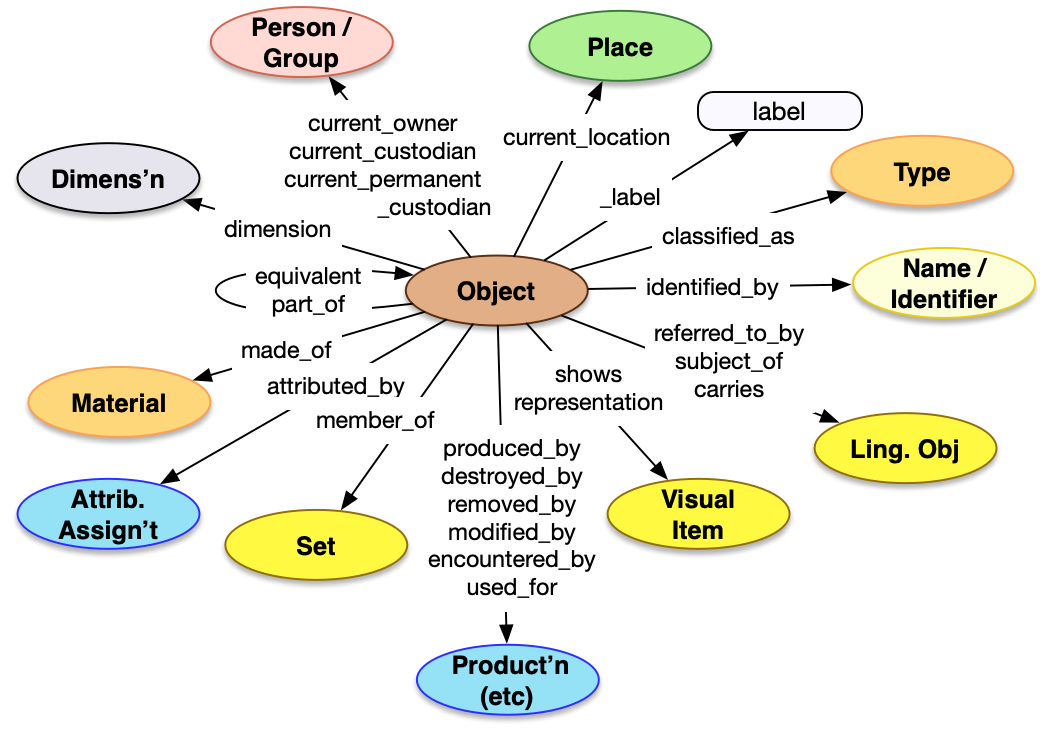 Person /
Group
Place
label
current_owner
current_custodian
current_permanent
_custodian
current_location
Dimens’n
Type
_label
dimension
classified_as
equivalent
part_of
Object
identified_by
Name /
Identifier
made_of
referred_to_by
subject_of
carries
attributed_by
shows
representation
Material
member_of
Ling. Obj
produced_by
destroyed_by
removed_by
modified_by
encountered_by
used_for
Attrib.
Assign’t
Set
Visual
Item
Product’n
(etc)